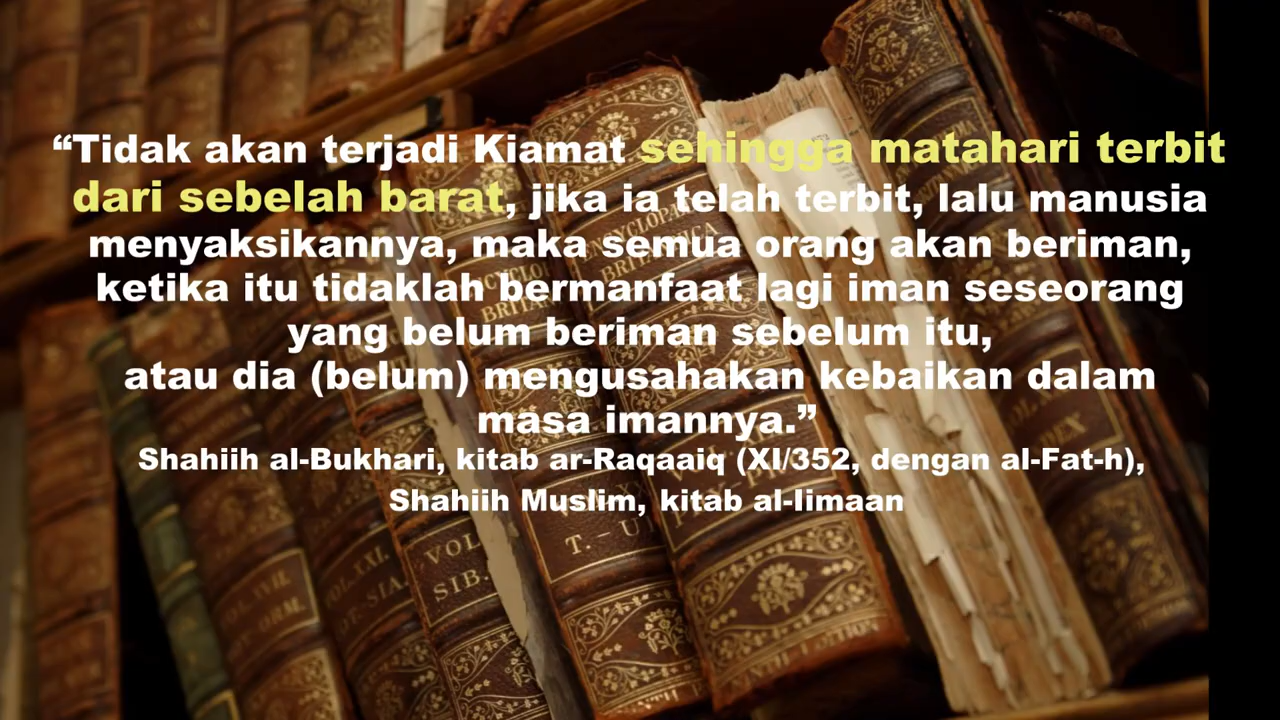 “Tidak akan terjadi Kiamat sehingga matahari terbit
dari sebelah barat, jika ia telah terbit, lalu manusia
menyaksikannya, maka semua orang akan beriman,
ketika itu tidaklah bermanfaat lagi iman seseorang
yang belum beriman sebelum itu,
atau dia (belum) mengusahakan kebaikan dalam
masa imannya.”
Shahiih al-Bukhari, kitab ar-Raqaaiq (XI/352, dengan al-Fat-h),
Shahiih Muslim, kitab al-Iimaan
VOL
SIB.
T. – U